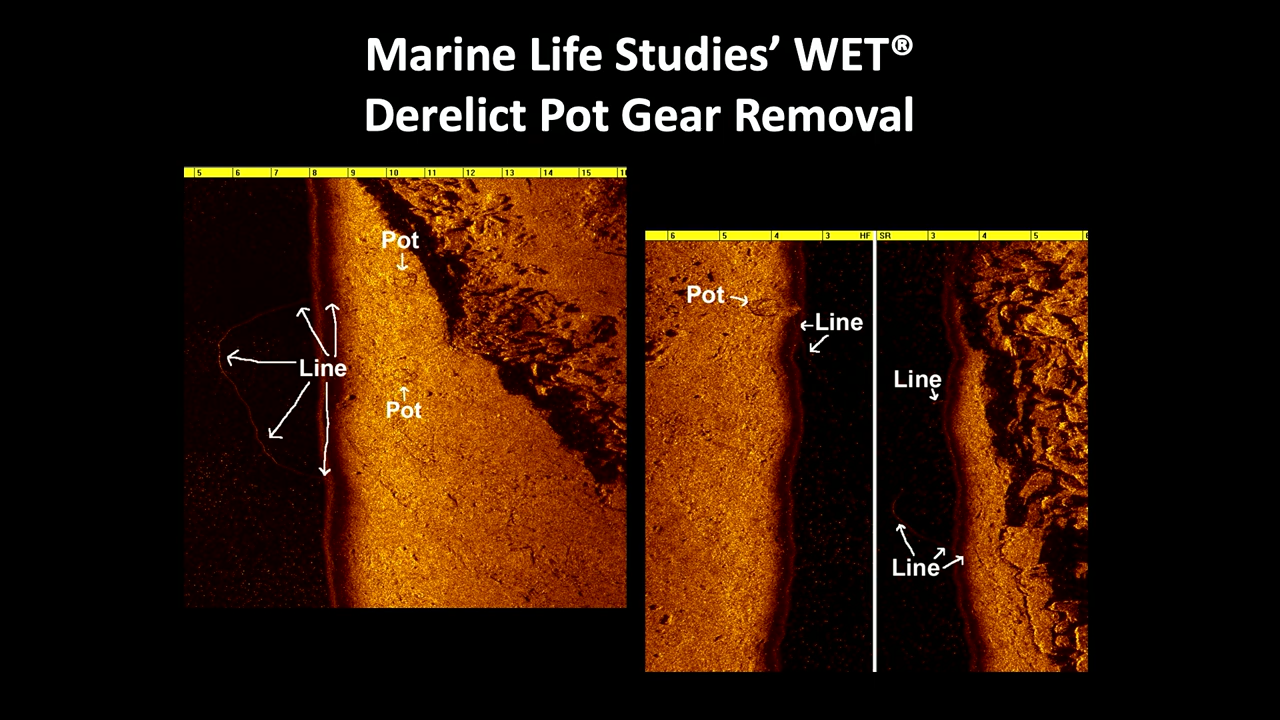 Marine Life Studies’ WET®
Derelict Pot Gear Removal
5 6 7 8 9 10 11 12 13 14 15
Pot
Line
Pot
6 5 4 3 HF SR 3 4 5
Pot
Line
Line
Line